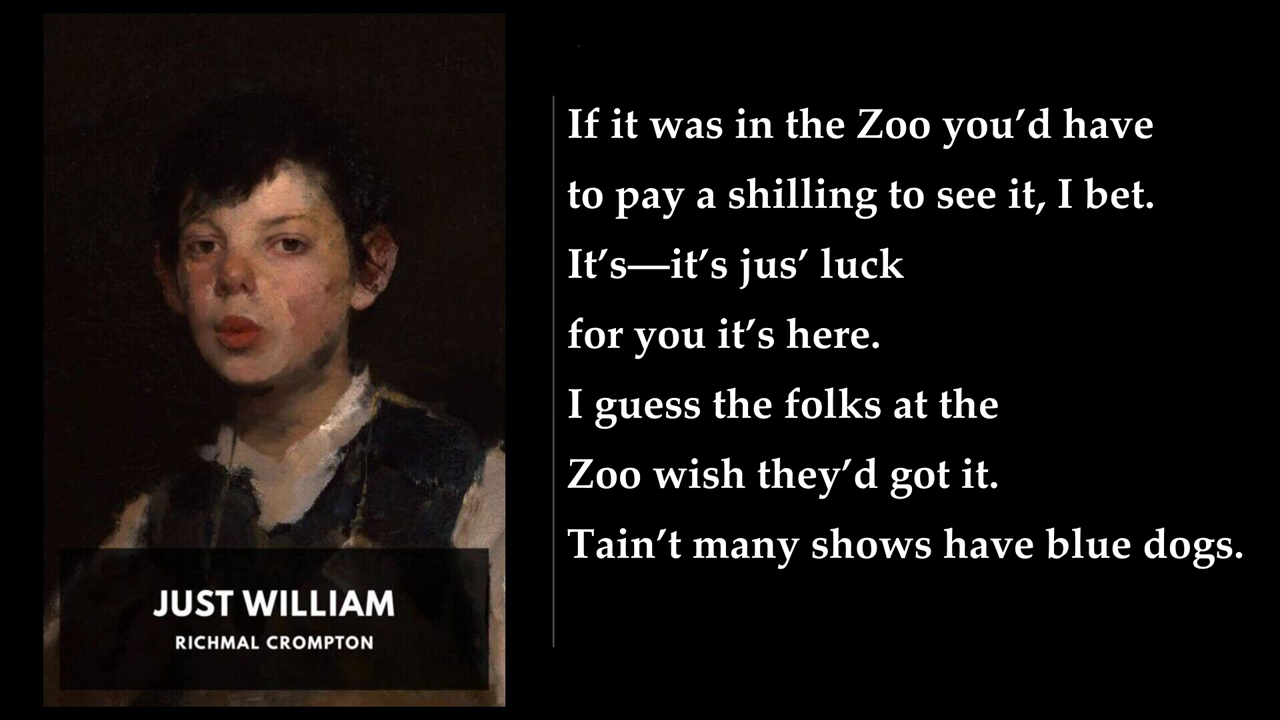 JUST WILLIAM
RICHMAL CROMPTON
If it was in the Zoo you’d have
to pay a shilling to see it, I bet.
It’s—it’s jus’ luck
for you it’s here.
I guess the folks at the
Zoo wish they’d got it.
Tain’t many shows have blue dogs.